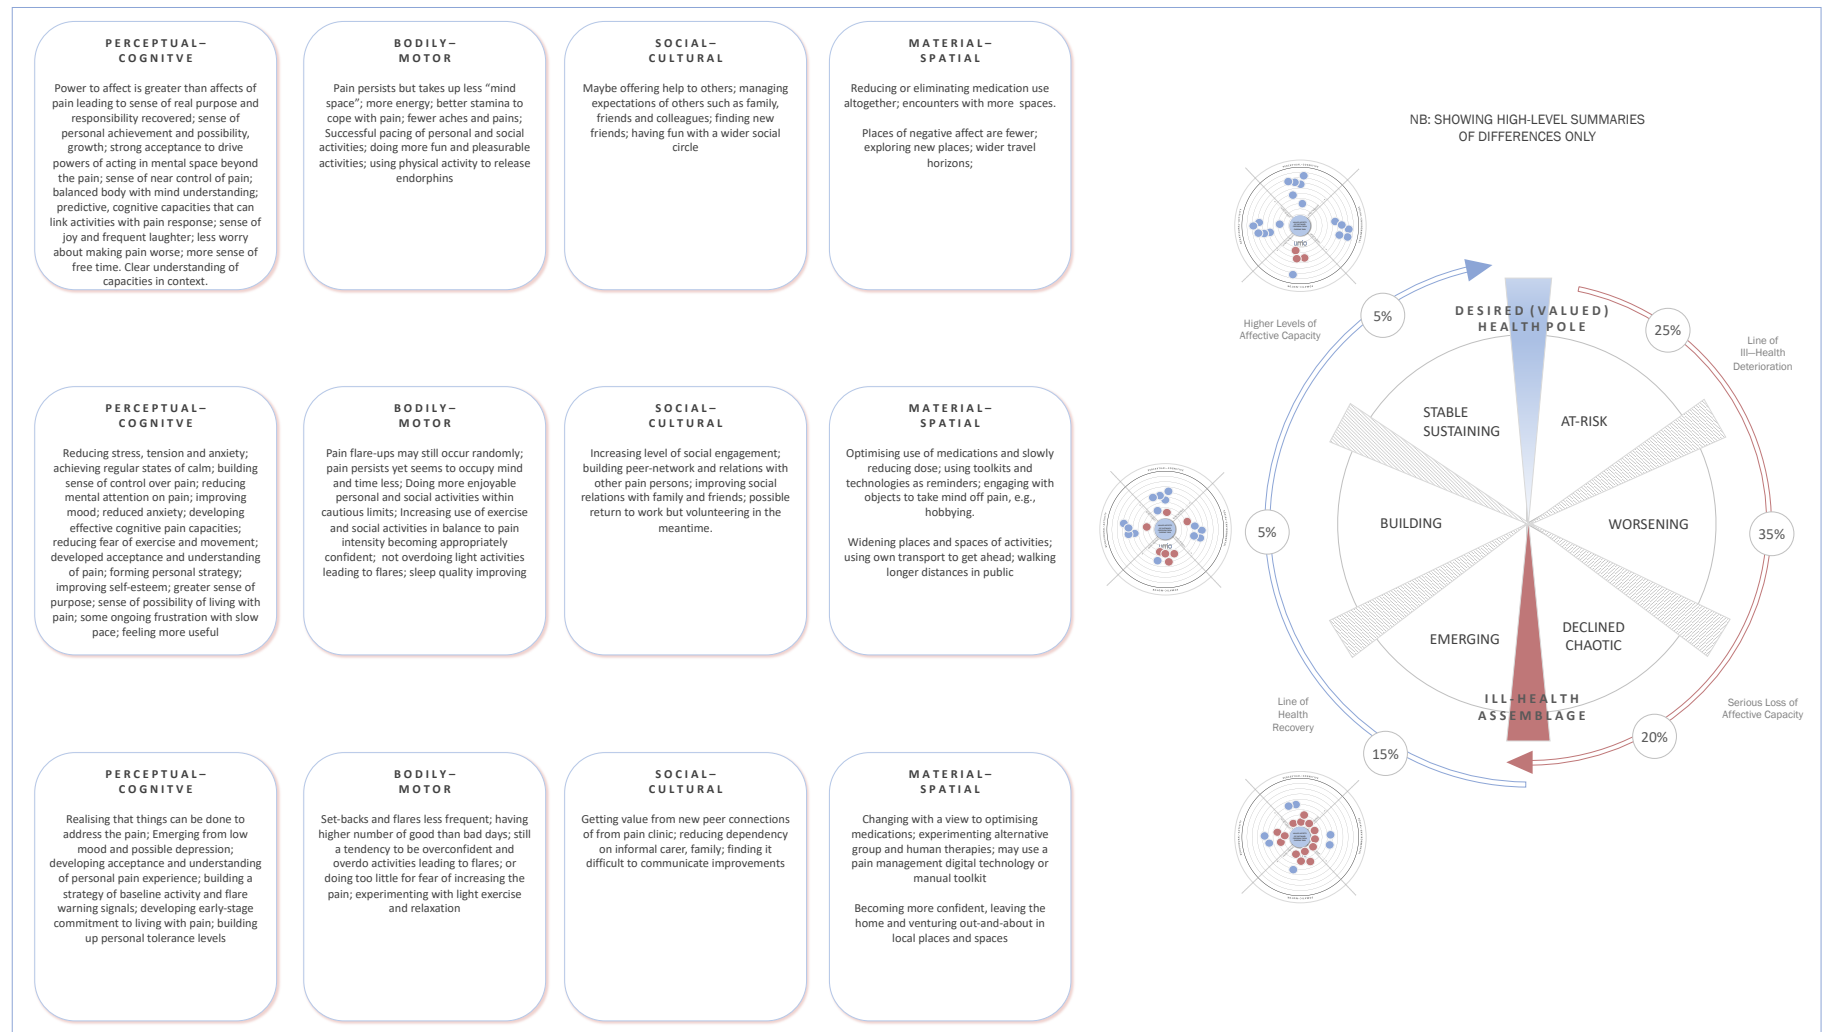 PERCEPTUAL–
COGNITVE
Power to affect is greater than affects of
pain leading to sense of real purpose and
responsibility recovered; sense of
personal achievement and possibility,
growth; strong acceptance to drive
powers of acting in mental space beyond
the pain; sense of near control of pain;
balanced body with mind understanding;
predictive, cognitive capacities that can
link activities with pain response; sense of
joy and frequent laughter; less worry
about making pain worse; more sense of
free time. Clear understanding of
capacities in context.
BODILY–
MOTOR
Pain persists but takes up less “mind
space”; more energy; better stamina to
cope with pain; fewer aches and pains;
Successful pacing of personal and social
activities; doing more fun and pleasurable
activities; using physical activity to release
endorphins
SOCIAL–
CULTURAL
Maybe offering help to others; managing
expectations of others such as family,
friends and colleagues; finding new
friends; having fun with a wider social
circle
MATERIAL–
SPATIAL
Reducing or eliminating medication use
altogether; encounters with more spaces.
Places of negative affect are fewer;
exploring new places; wider travel
horizons;
PERCEPTUAL–
COGNITVE
Reducing stress, tension and anxiety;
achieving regular states of calm; building
sense of control over pain; reducing
mental attention on pain; improving
mood; reduced anxiety; developing
effective cognitive pain capacities;
reducing fear of exercise and movement;
developed acceptance and understanding
of pain; forming personal strategy;
improving self-esteem; greater sense of
purpose; sense of possibility of living with
pain; some ongoing frustration with slow
pace; feeling more useful
BODILY–
MOTOR
Pain flare-ups may still occur randomly;
pain persists yet seems to occupy mind
and time less; Doing more enjoyable
personal and social activities within
cautious limits; Increasing use of exercise
and social activities in balance to pain
intensity becoming appropriately
confident; not overdoing light activities
leading to flares; sleep quality improving
SOCIAL–
CULTURAL
Increasing level of social engagement;
building peer-network and relations with
other pain persons; improving social
relations with family and friends; possible
return to work but volunteering in the
meantime.
MATERIAL–
SPATIAL
Optimising use of medications and slowly
reducing dose; using toolkits and
technologies as reminders; engaging with
objects to take mind off pain, e.g.,
hobbying.
Widening places and spaces of activities;
using own transport to get ahead; walking
longer distances in public
PERCEPTUAL–
COGNITVE
Realising that things can be done to
address the pain; Emerging from low
mood and possible depression;
developing acceptance and understanding
of personal pain experience; building a
strategy of baseline activity and flare
warning signals; developing early-stage
commitment to living with pain; building
up personal tolerance levels
BODILY–
MOTOR
Set-backs and flares less frequent; having
higher number of good than bad days; still
a tendency to be overconfident and
overdo activities leading to flares; or
doing too little for fear of increasing the
pain; experimenting with light exercise
and relaxation
SOCIAL–
CULTURAL
Getting value from new peer connections
of from pain clinic; reducing dependency
on informal carer, family; finding it
difficult to communicate improvements
MATERIAL–
SPATIAL
Changing with a view to optimising
medications; experimenting alternative
group and human therapies; may use a
pain management digital technology or
manual toolkit
Becoming more confident, leaving the
home and venturing out-and-about in
local places and spaces
NB: SHOWING HIGH-LEVEL SUMMARIES
OF DIFFERENCES ONLY
Higher Levels of
Affective Capacity
5%
DESIRED (VALUED)
HEALTH POLE
25%
Line of
Ill–Health
Deterioration
STABLE
SUSTAINING
AT-RISK
5%
BUILDING
WORSENING
35%
EMERGING
DECLINED
CHAOTIC
Line of
Health
Recovery
ILL-HEALTH
ASSEMBLAGE
Serious Loss of
Affective Capacity
15%
20%